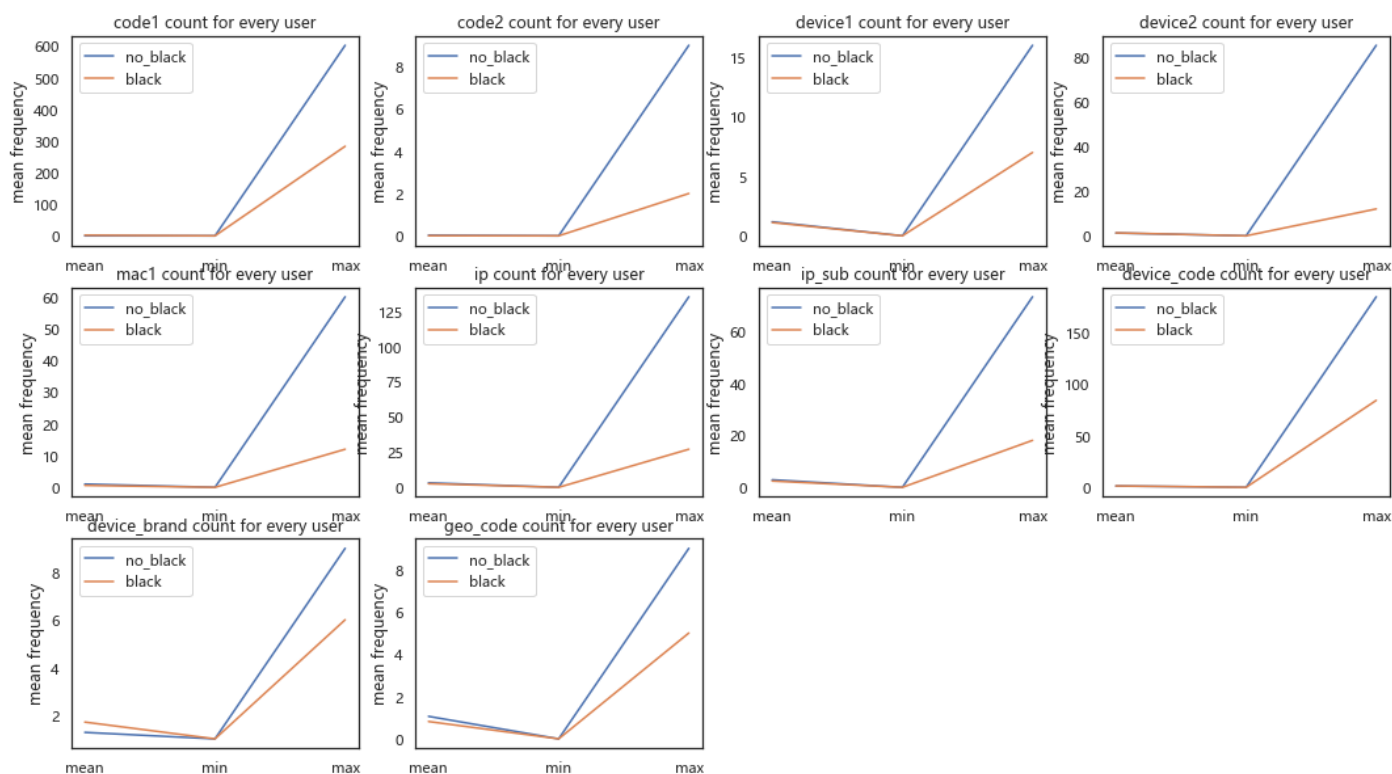 code1 count for every user
mean frequency
600
500
400
300
200
100
0
no_black
black
mean
min
max
code2 count for every user
mean frequency
8
6
4
2
0
no_black
black
mean
min
max
device1 count for every user
mean frequency
15
10
5
0
no_black
black
mean
min
max
device2 count for every user
mean frequency
80
60
40
20
0
no_black
black
mean
min
max
mac1 count for every user
mean frequency
60
50
40
30
20
10
0
no_black
black
mean
min
max
ip count for every user
mean frequency
125
100
75
50
25
0
no_black
black
mean
min
max
ip_sub count for every user
mean frequency
60
40
20
0
no_black
black
mean
min
max
device_code count for every user
mean frequency
150
100
50
0
no_black
black
mean
min
max
device_brand count for every user
mean frequency
8
6
4
2
no_black
black
mean
min
max
geo_code count for every user
mean frequency
8
6
4
2
0
no_black
black
mean
min
max